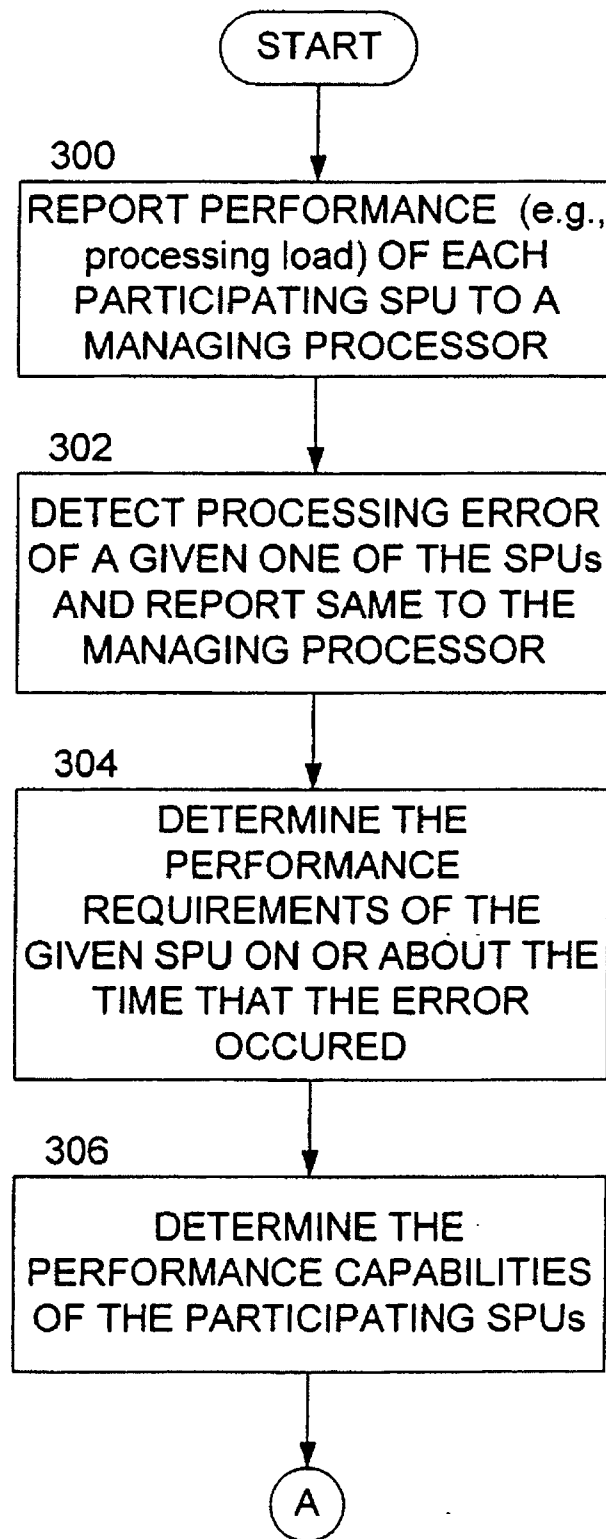 START
300
REPORT PERFORMANCE (e.g.,
processing load) OF EACH
PARTICIPATING SPU TO A
MANAGING PROCESSOR
302
DETECT PROCESSING ERROR
OF A GIVEN ONE OF THE SPUs
AND REPORT SAME TO THE
MANAGING PROCESSOR
304
DETERMINE THE
PERFORMANCE
REQUIREMENTS OF THE
GIVEN SPU ON OR ABOUT THE
TIME THAT THE ERROR
OCCURED
306
DETERMINE THE
PERFORMANCE CAPABILITIES
OF THE PARTICIPATING SPUs
A